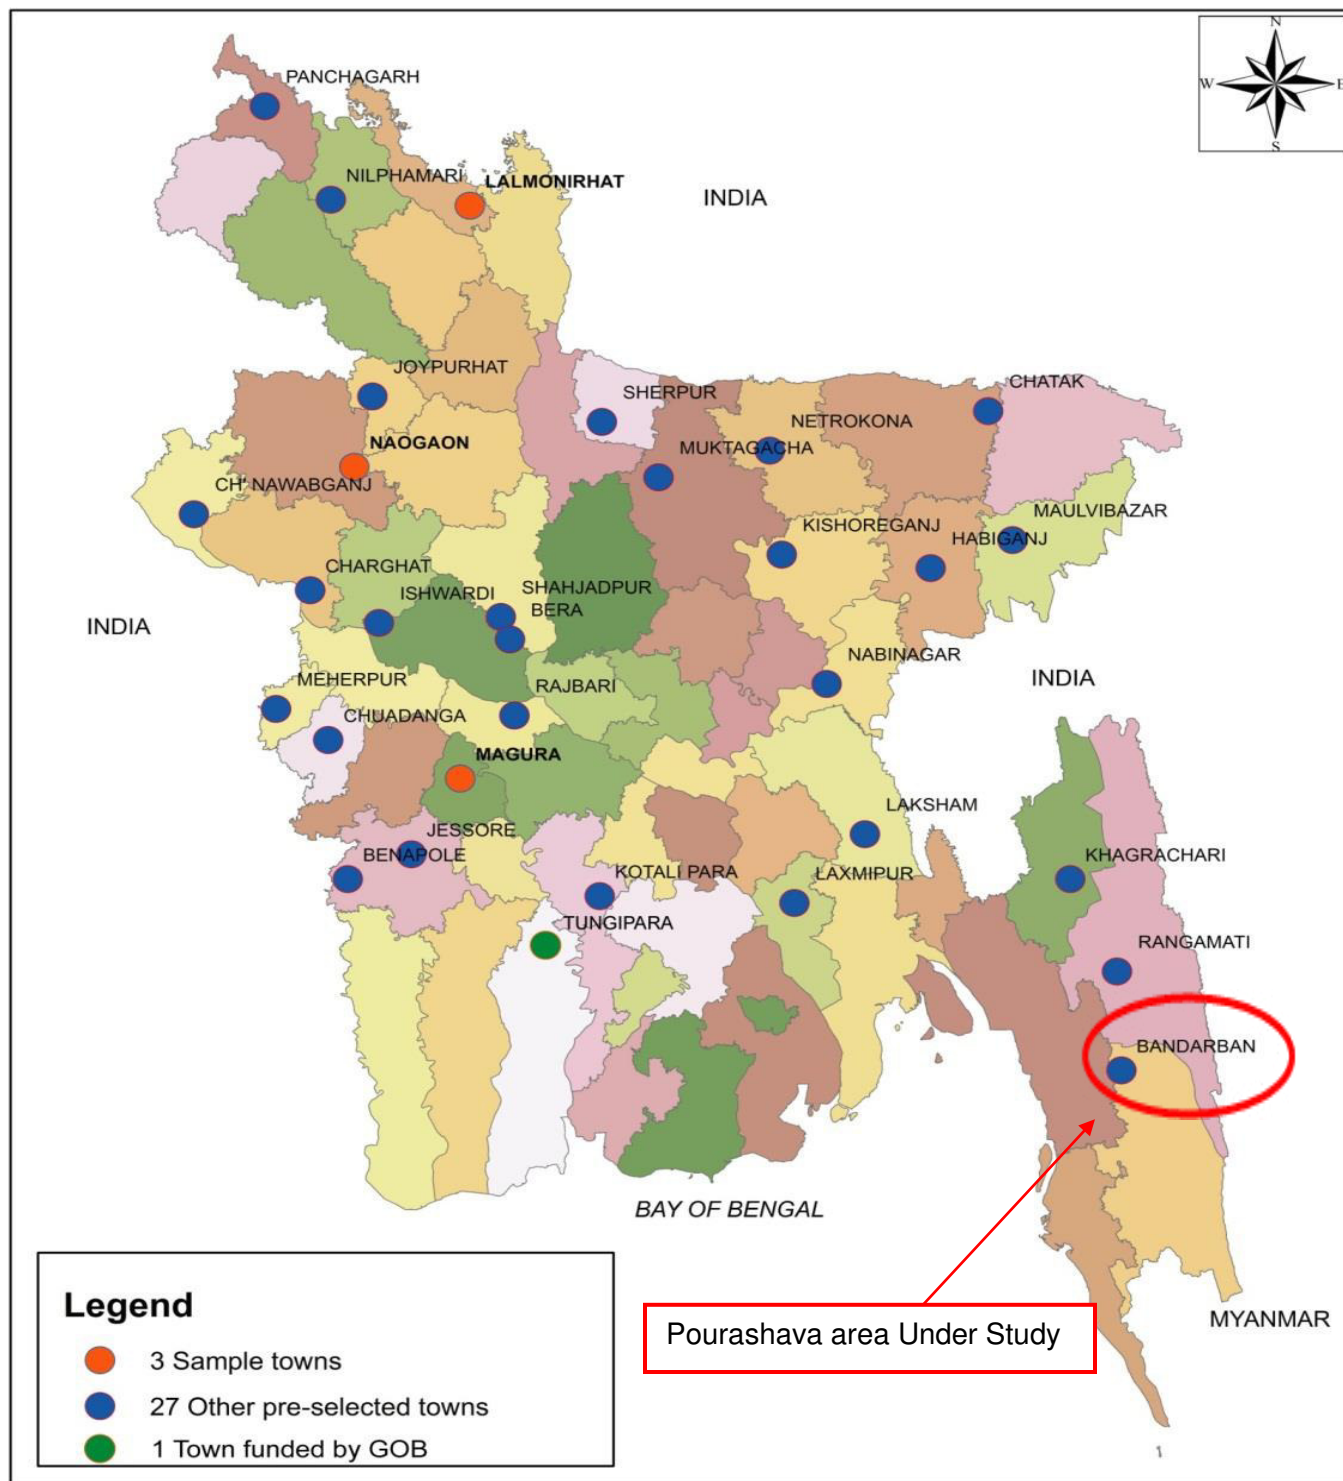 N
W
E
S
PANCHAGARH
NILPHAMARI
LALMONIRHAT
INDIA
JOYPURHAT
SHERPUR
CHATAK
NETROKONA
NAOGAON
MUKTAGACHA
CH' NAWABGANJ
MAULVIBAZAR
KISHOREGANJ
HABIGANJ
CHARGHAT
ISHWARDI
SHAHJADPUR
BERA
INDIA
NABINAGAR
MEHERPUR
RAJBARI
INDIA
CHUADANGA
MAGURA
LAKSHAM
JESSORE
BENAPOLE
KHAGRACHARI
KOTALI PARA
LAXMIPUR
TUNGIPARA
RANGAMATI
BANDARBAN
BAY OF BENGAL
MYANMAR
Pourashava area Under Study
Legend
3 Sample towns
27 Other pre-selected towns
1 Town funded by GOB
1